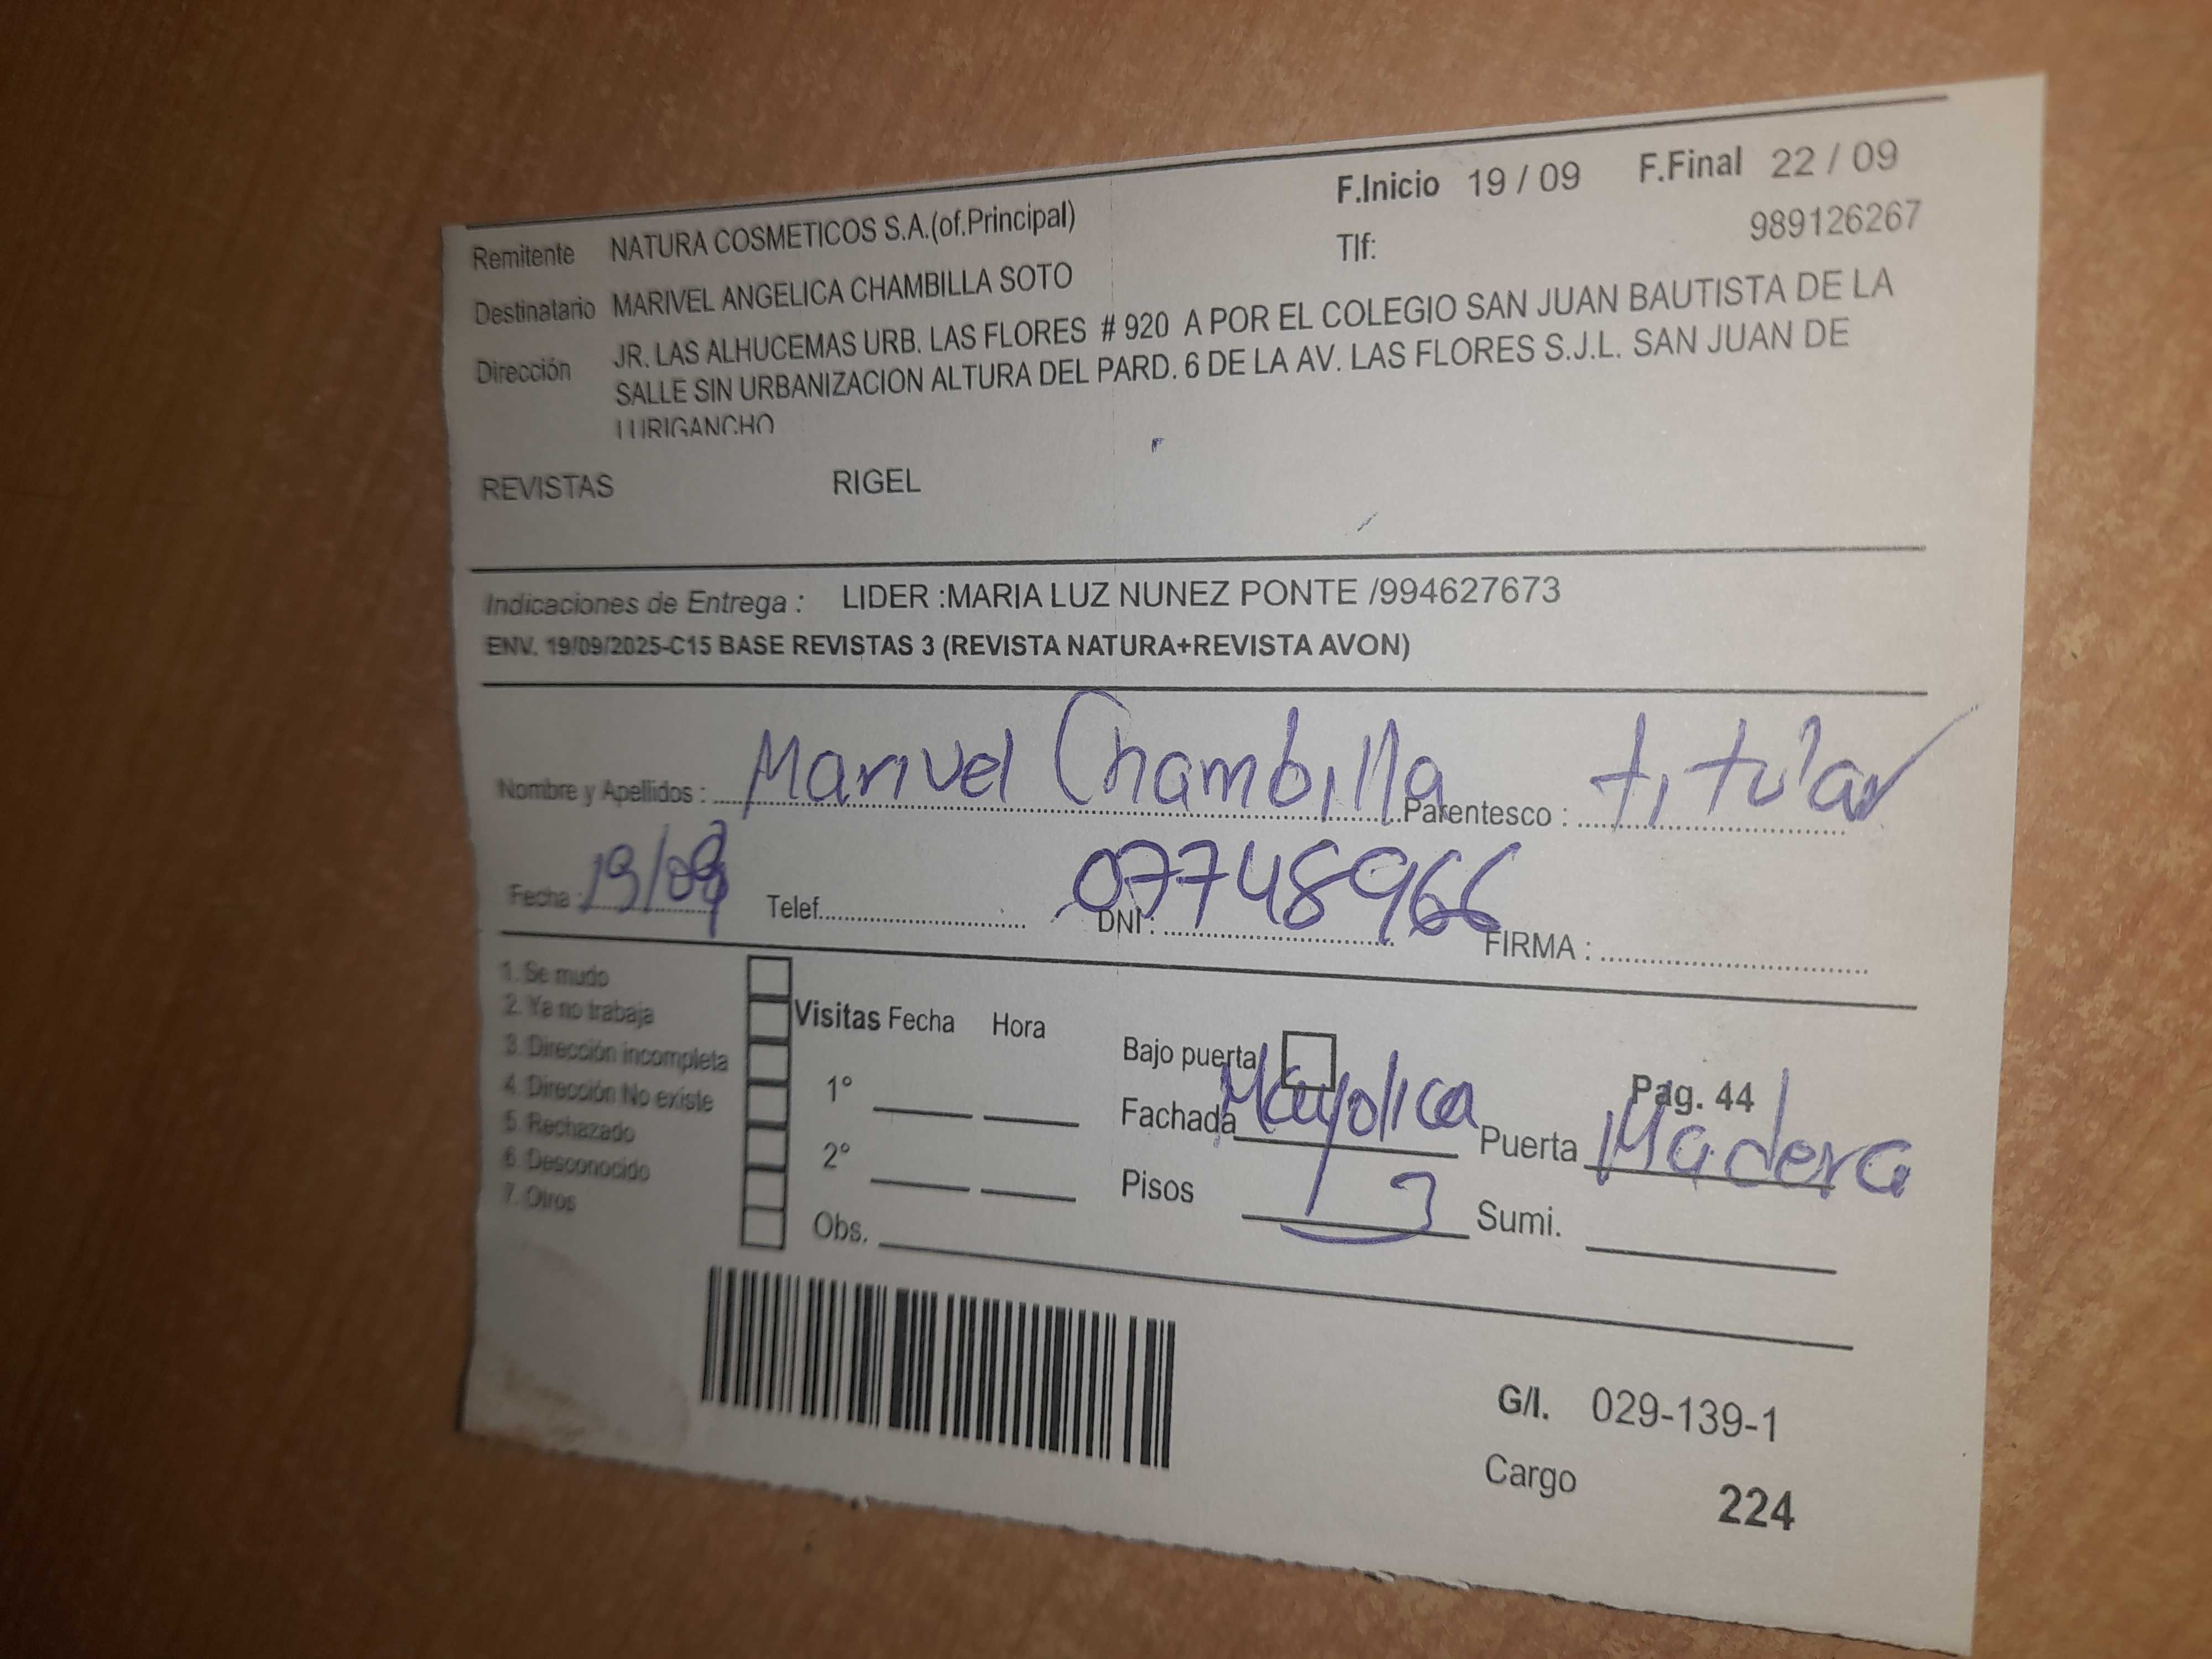 F.Inicio 19 / 09 F.Final 22 / 09
Remitente NATURA COSMETICOS S.A.(of.Principal) Tlf: 989126267
Destinatario MARIVEL ANGELICA CHAMBILLA SOTO
Dirección JR. LAS ALHUCEMAS URB. LAS FLORES # 920 A POR EL COLEGIO SAN JUAN BAUTISTA DE LA
SALLE SIN URBANIZACION ALTURA DEL PARD. 6 DE LA AV. LAS FLORES S.J.L. SAN JUAN DE
LURIGANCHO
REVISTAS RIGEL
Indicaciones de Entrega : LIDER :MARIA LUZ NUNEZ PONTE /994627673
ENV. 19/09/2025-C15 BASE REVISTAS 3 (REVISTA NATURA+REVISTA AVON)
Nombre y Apellidos : Marivel Chambilla Parentesco : titular
Fecha : 19/09 Telef. DNI : 07748966 FIRMA :
1. Se mudo
2. Ya no trabaja
3. Dirección incompleta
4. Dirección No existe
5. Rechazado
6. Desconocido
7. Otros
Visitas Fecha Hora
1°
2°
Obs.
Bajo puerta Pag. 44
Fachada Mayolica Puerta Madera
Pisos 3 Sumi.
G/I. 029-139-1
Cargo 224